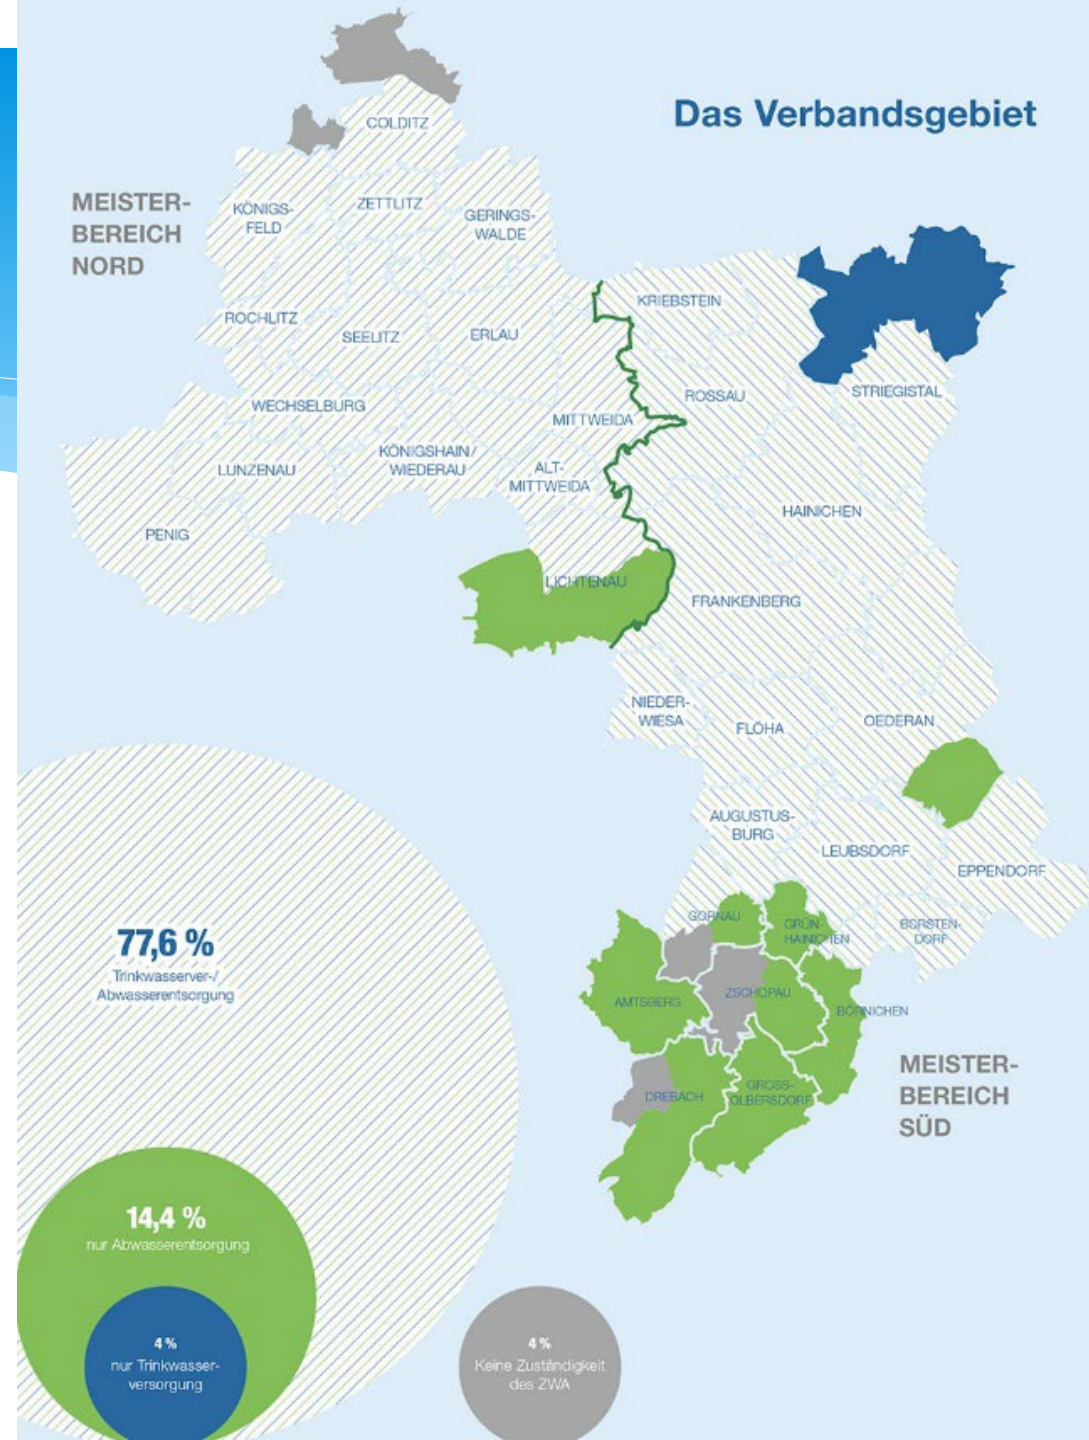 Das Verbandsgebiet
MEISTER-
BEREICH
NORD
COLDITZ
KÖNIGS-
FELD
ZETTLITZ
GERINGS-
WALDE
KRIEBSTEIN
ROCHLITZ
SEELITZ
ERLAU
ROSSAU
STRIEGISTAL
WECHSELBURG
MITTWEIDA
LUNZENAU
KÖNIGSHAIN/
WIEDERAU
ALT-
MITTWEIDA
HAINICHEN
PENIG
LICHTENAU
FRANKENBERG
NIEDER-
WIESA
FLÖHA
OEDERAN
AUGUSTUS-
BURG
LEUBSDORF
EPPENDORF
GORNAU
GRÜN-
HAINICHEN
BORSTEN-
DORF
AMTSBERG
ZSCHOPAU
BÖRNICHEN
DREBACH
GROSS-
OLBERSDORF
MEISTER-
BEREICH
SÜD
77,6 %
Trinkwasserver-/
Abwasserentsorgung
14,4 %
nur Abwasserentsorgung
4 %
nur Trinkwasser-
versorgung
4 %
Keine Zuständigkeit
des ZWA